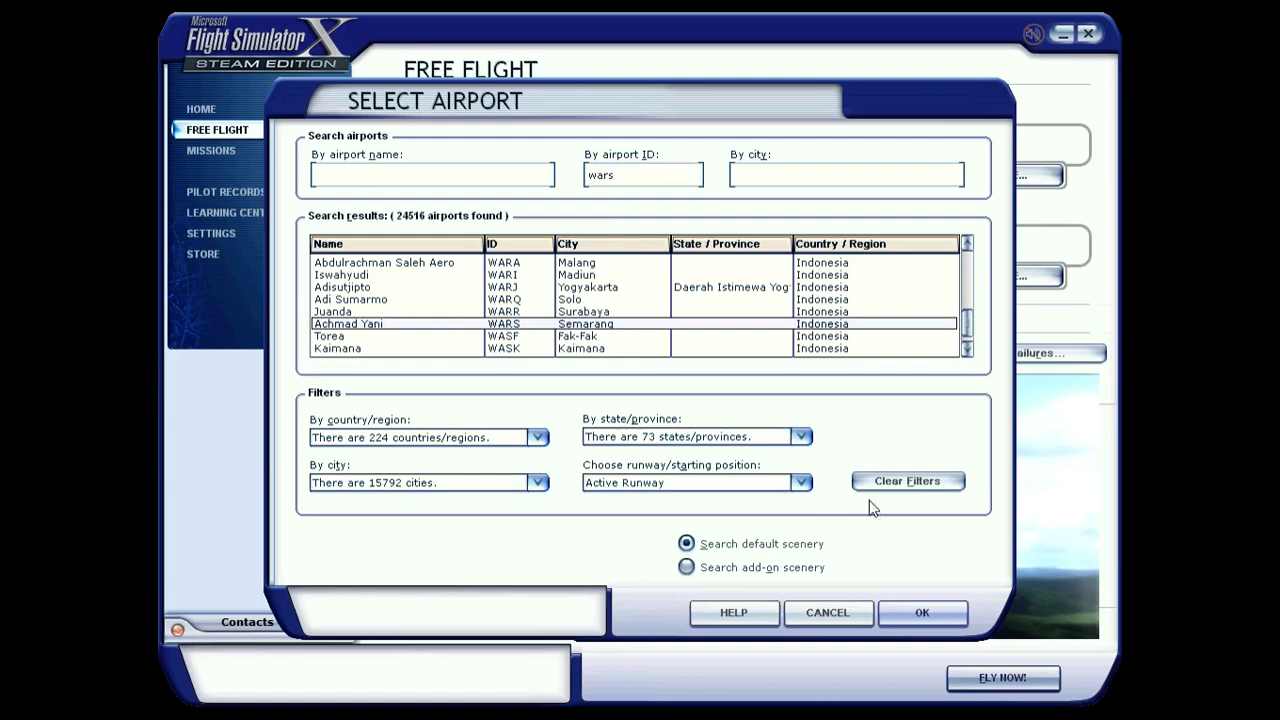 Microsoft
Flight Simulator X
STEAM EDITION
FREE FLIGHT
SELECT AIRPORT
HOME
FREE FLIGHT
MISSIONS
PILOT RECORDS
LEARNING CENT
SETTINGS
STORE
Search airports
By airport name:
By airport ID:
By city:
wars
Search results: ( 24516 airports found )
Name ID City State / Province Country / Region
Abdulrachman Saleh Aero WARA Malang Indonesia
Iswahyudi WARI Madiun Indonesia
Adisutjipto WARJ Yogyakarta Daerah Istimewa Yog Indonesia
Adi Sumarmo WARQ Solo Indonesia
Juanda WARR Surabaya Indonesia
Achmad Yani WARS Semarang Indonesia
Torea WASF Fak-Fak Indonesia
Kaimana WASK Kaimana Indonesia
Filters
By country/region:
There are 224 countries/regions.
By state/province:
There are 73 states/provinces.
By city:
There are 15792 cities.
Choose runway/starting position:
Active Runway
Clear Filters
Search default scenery
Search add-on scenery
HELP
CANCEL
OK
E...
E...
ailures...
Contacts
FLY NOW!